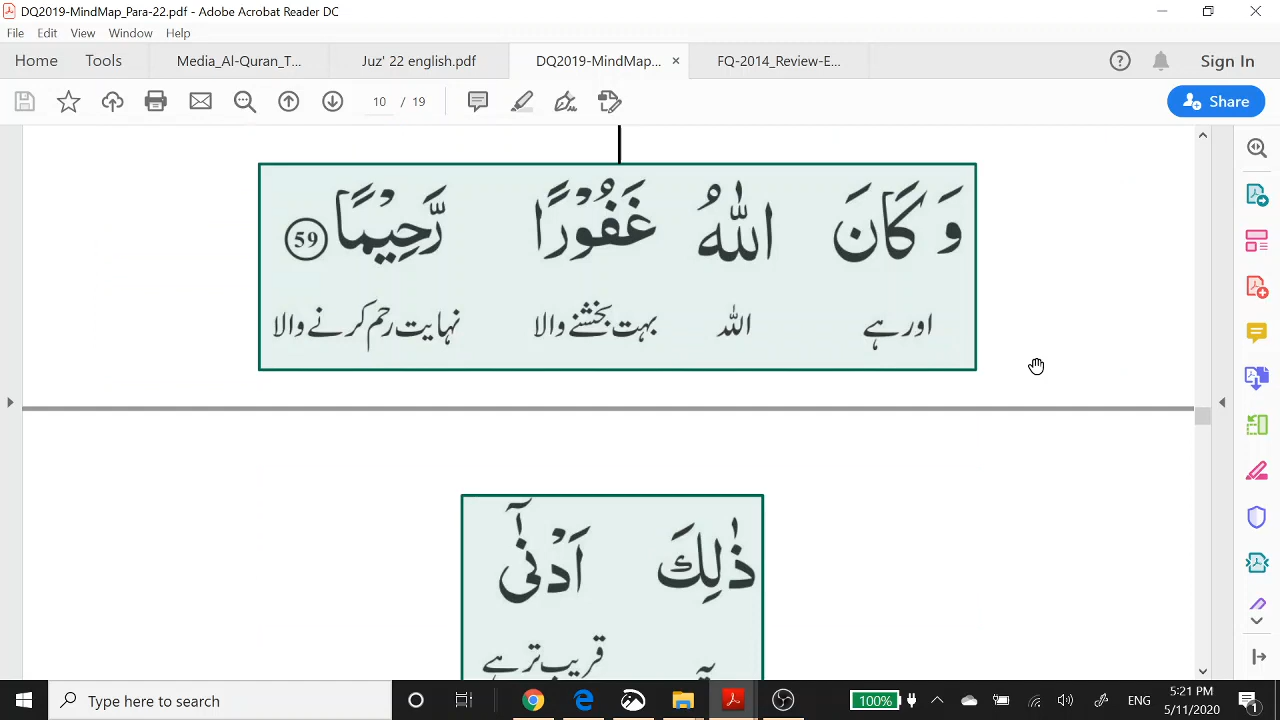 DQ2019-MindMap_Para-22.pdf - Adobe Acrobat Reader DC
File Edit View Window Help
Home Tools Media_Al-Quran_T... Juz' 22 english.pdf DQ2019-MindMap... × FQ-2014_Review-E... Sign In
10 / 19 Share
وَ كَانَ اللّٰهُ غَفُوْرًا رَّحِيْمًا 59
اور ہے اللہ بہت بخشنے والا نہایت رحم کرنے والا
ذٰلِكَ اَدْنٰٓى
یہ قریب تر ہے
Type here to search 100% ENG 5:21 PM
5/11/2020 1